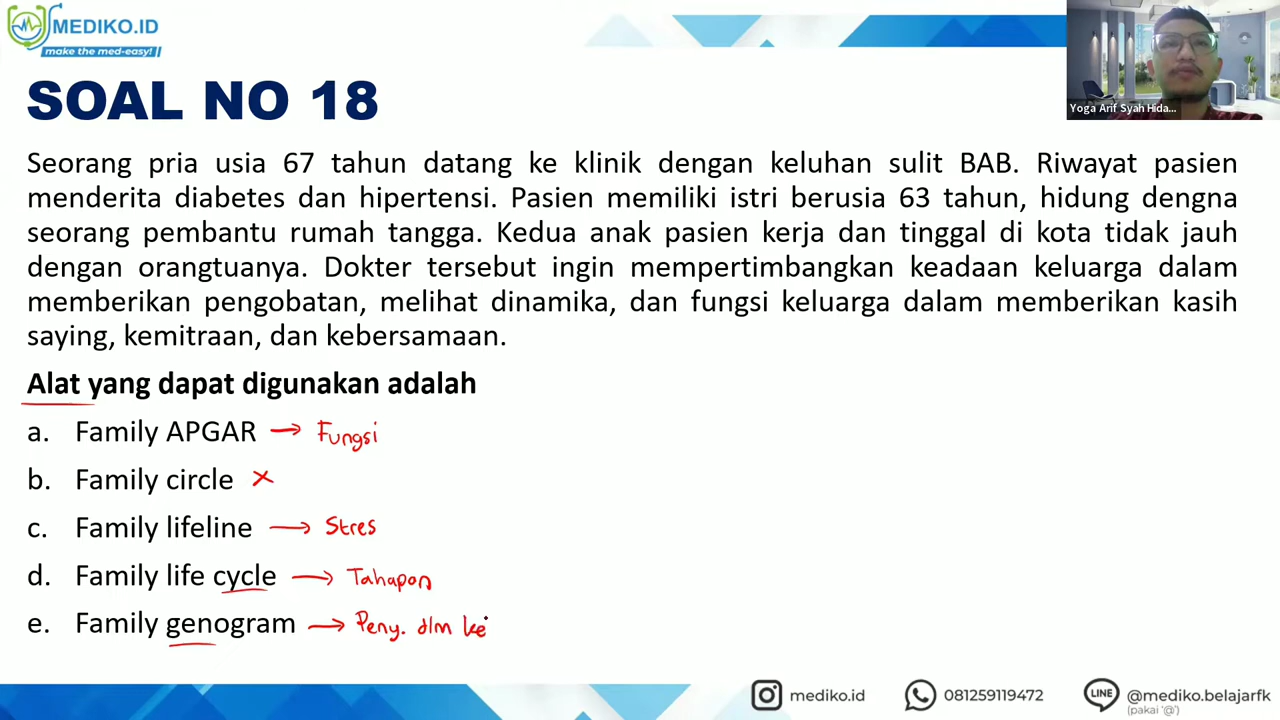 MEDIKO.ID
make the med-easy!
Yoga Arif Syah Hida...
SOAL NO 18
Seorang pria usia 67 tahun datang ke klinik dengan keluhan sulit BAB. Riwayat pasien
menderita diabetes dan hipertensi. Pasien memiliki istri berusia 63 tahun, hidung dengna
seorang pembantu rumah tangga. Kedua anak pasien kerja dan tinggal di kota tidak jauh
dengan orangtuanya. Dokter tersebut ingin mempertimbangkan keadaan keluarga dalam
memberikan pengobatan, melihat dinamika, dan fungsi keluarga dalam memberikan kasih
saying, kemitraan, dan kebersamaan.
Alat yang dapat digunakan adalah
a. Family APGAR → Fungsi
b. Family circle ×
c. Family lifeline → Stres
d. Family life cycle → Tahapan
e. Family genogram → Peny. dlm ke
mediko.id
081259119472
LINE
@mediko.belajarfk
(pakai '@')